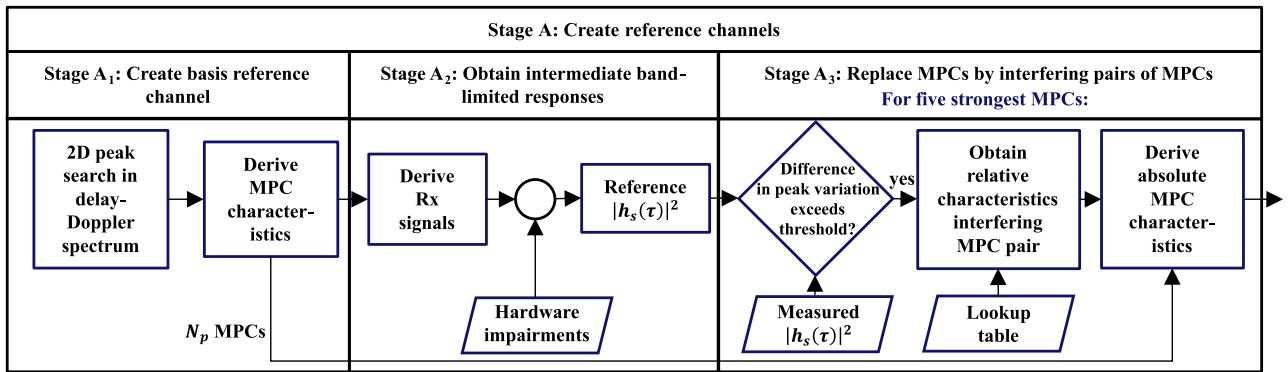 Stage A: Create reference channels
Stage A₁: Create basis reference
channel
Stage A₂: Obtain intermediate band-
limited responses
Stage A₃: Replace MPCs by interfering pairs of MPCs
For five strongest MPCs:
2D peak
search in
delay-
Doppler
spectrum
Derive
MPC
character-
istics
Derive
Rx
signals
Reference
|hₛ(τ)|²
Difference
in peak variation
exceeds
threshold?
yes
Obtain
relative
characteristics
interfering
MPC pair
Derive
absolute
MPC
character-
istics
Nₚ MPCs
Hardware
impairments
Measured
|hₛ(τ)|²
Lookup
table